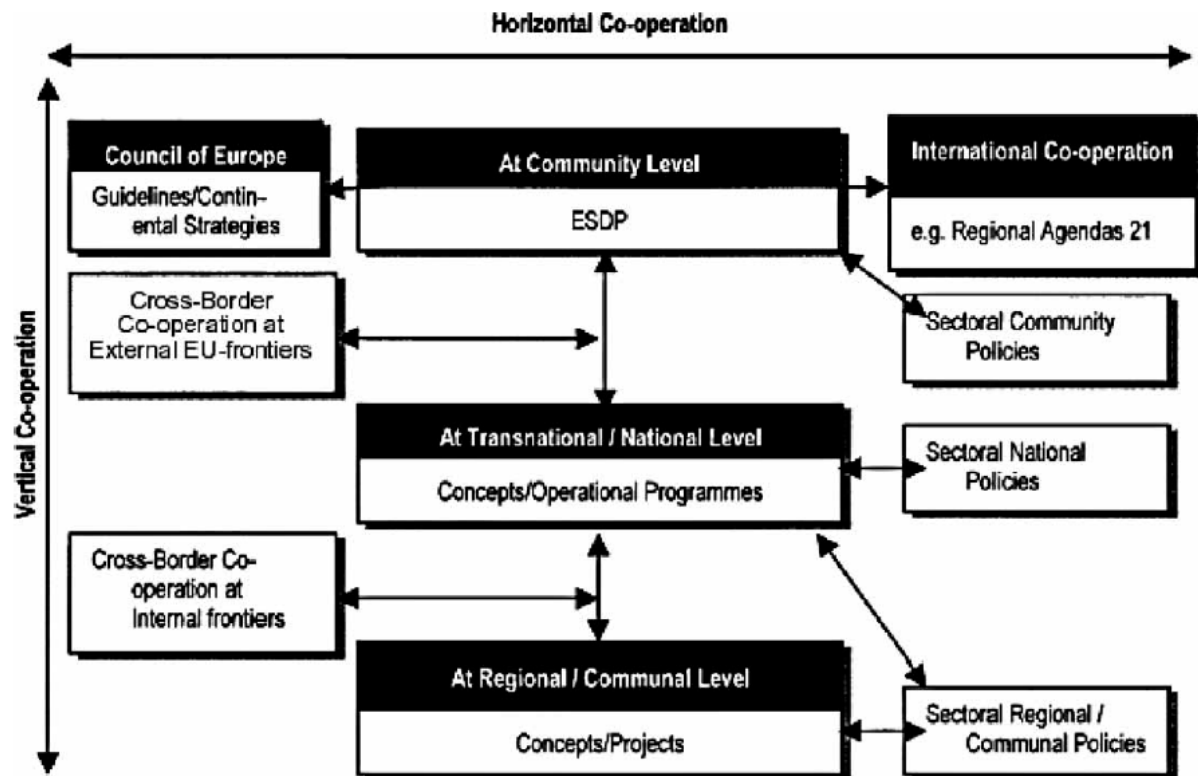 Horizontal Co-operation
Vertical Co-operation
Council of Europe
Guidelines/Contin-
ental Strategies
At Community Level
ESDP
International Co-operation
e.g. Regional Agendas 21
Cross-Border
Co-operation at
External EU-frontiers
Sectoral Community
Policies
At Transnational / National Level
Concepts/Operational Programmes
Sectoral National
Policies
Cross-Border Co-
operation at
Internal frontiers
At Regional / Communal Level
Concepts/Projects
Sectoral Regional /
Communal Policies